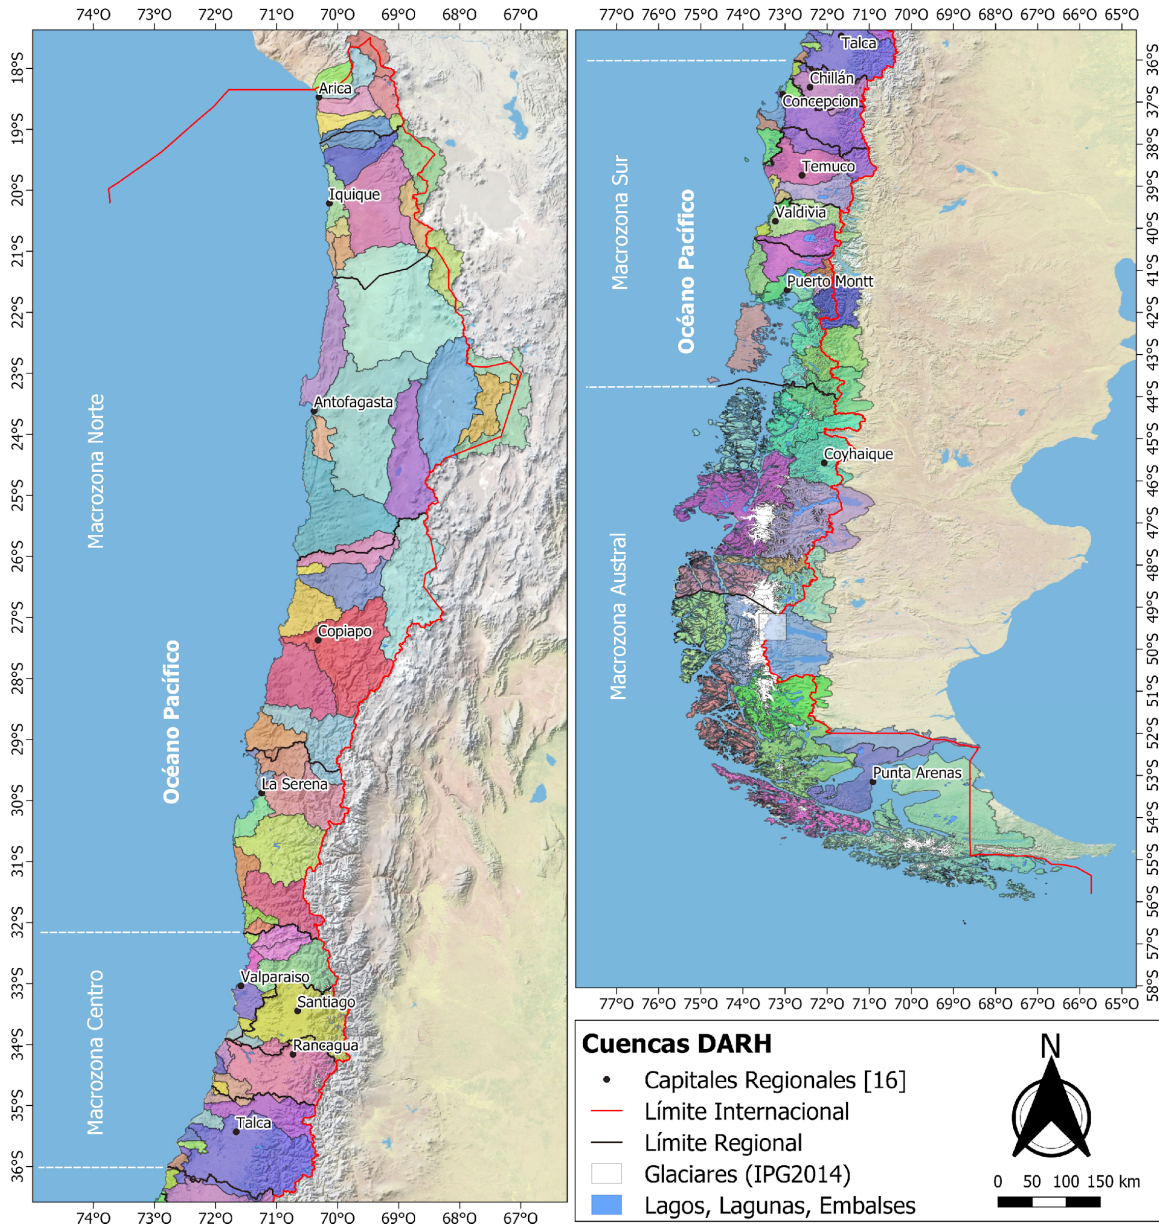 74°O 73°O 72°O 71°O 70°O 69°O 68°O 67°O
77°O 76°O 75°O 74°O 73°O 72°O 71°O 70°O 69°O 68°O 67°O 66°O 65°O
18°S
19°S
20°S
21°S
22°S
23°S
24°S
25°S
26°S
27°S
28°S
29°S
30°S
31°S
32°S
33°S
34°S
35°S
36°S
Macrozona Norte
Macrozona Centro
Océano Pacífico
Arica
Iquique
Antofagasta
Copiapo
La Serena
Valparaiso
Santiago
Rancagua
Talca
74°O 73°O 72°O 71°O 70°O 69°O 68°O 67°O
Macrozona Sur
Macrozona Austral
Océano Pacífico
Talca
Chillán
Concepcion
Temuco
Valdivia
Puerto Montt
Coyhaique
Punta Arenas
36°S
37°S
38°S
39°S
40°S
41°S
42°S
43°S
44°S
45°S
46°S
47°S
48°S
49°S
50°S
51°S
52°S
53°S
54°S
55°S
56°S
57°S
58°S
77°O 76°O 75°O 74°O 73°O 72°O 71°O 70°O 69°O 68°O 67°O 66°O 65°O
Cuencas DARH
Capitales Regionales [16]
Límite Internacional
Límite Regional
Glaciares (IPG2014)
Lagos, Lagunas, Embalses
N
0 50 100 150 km